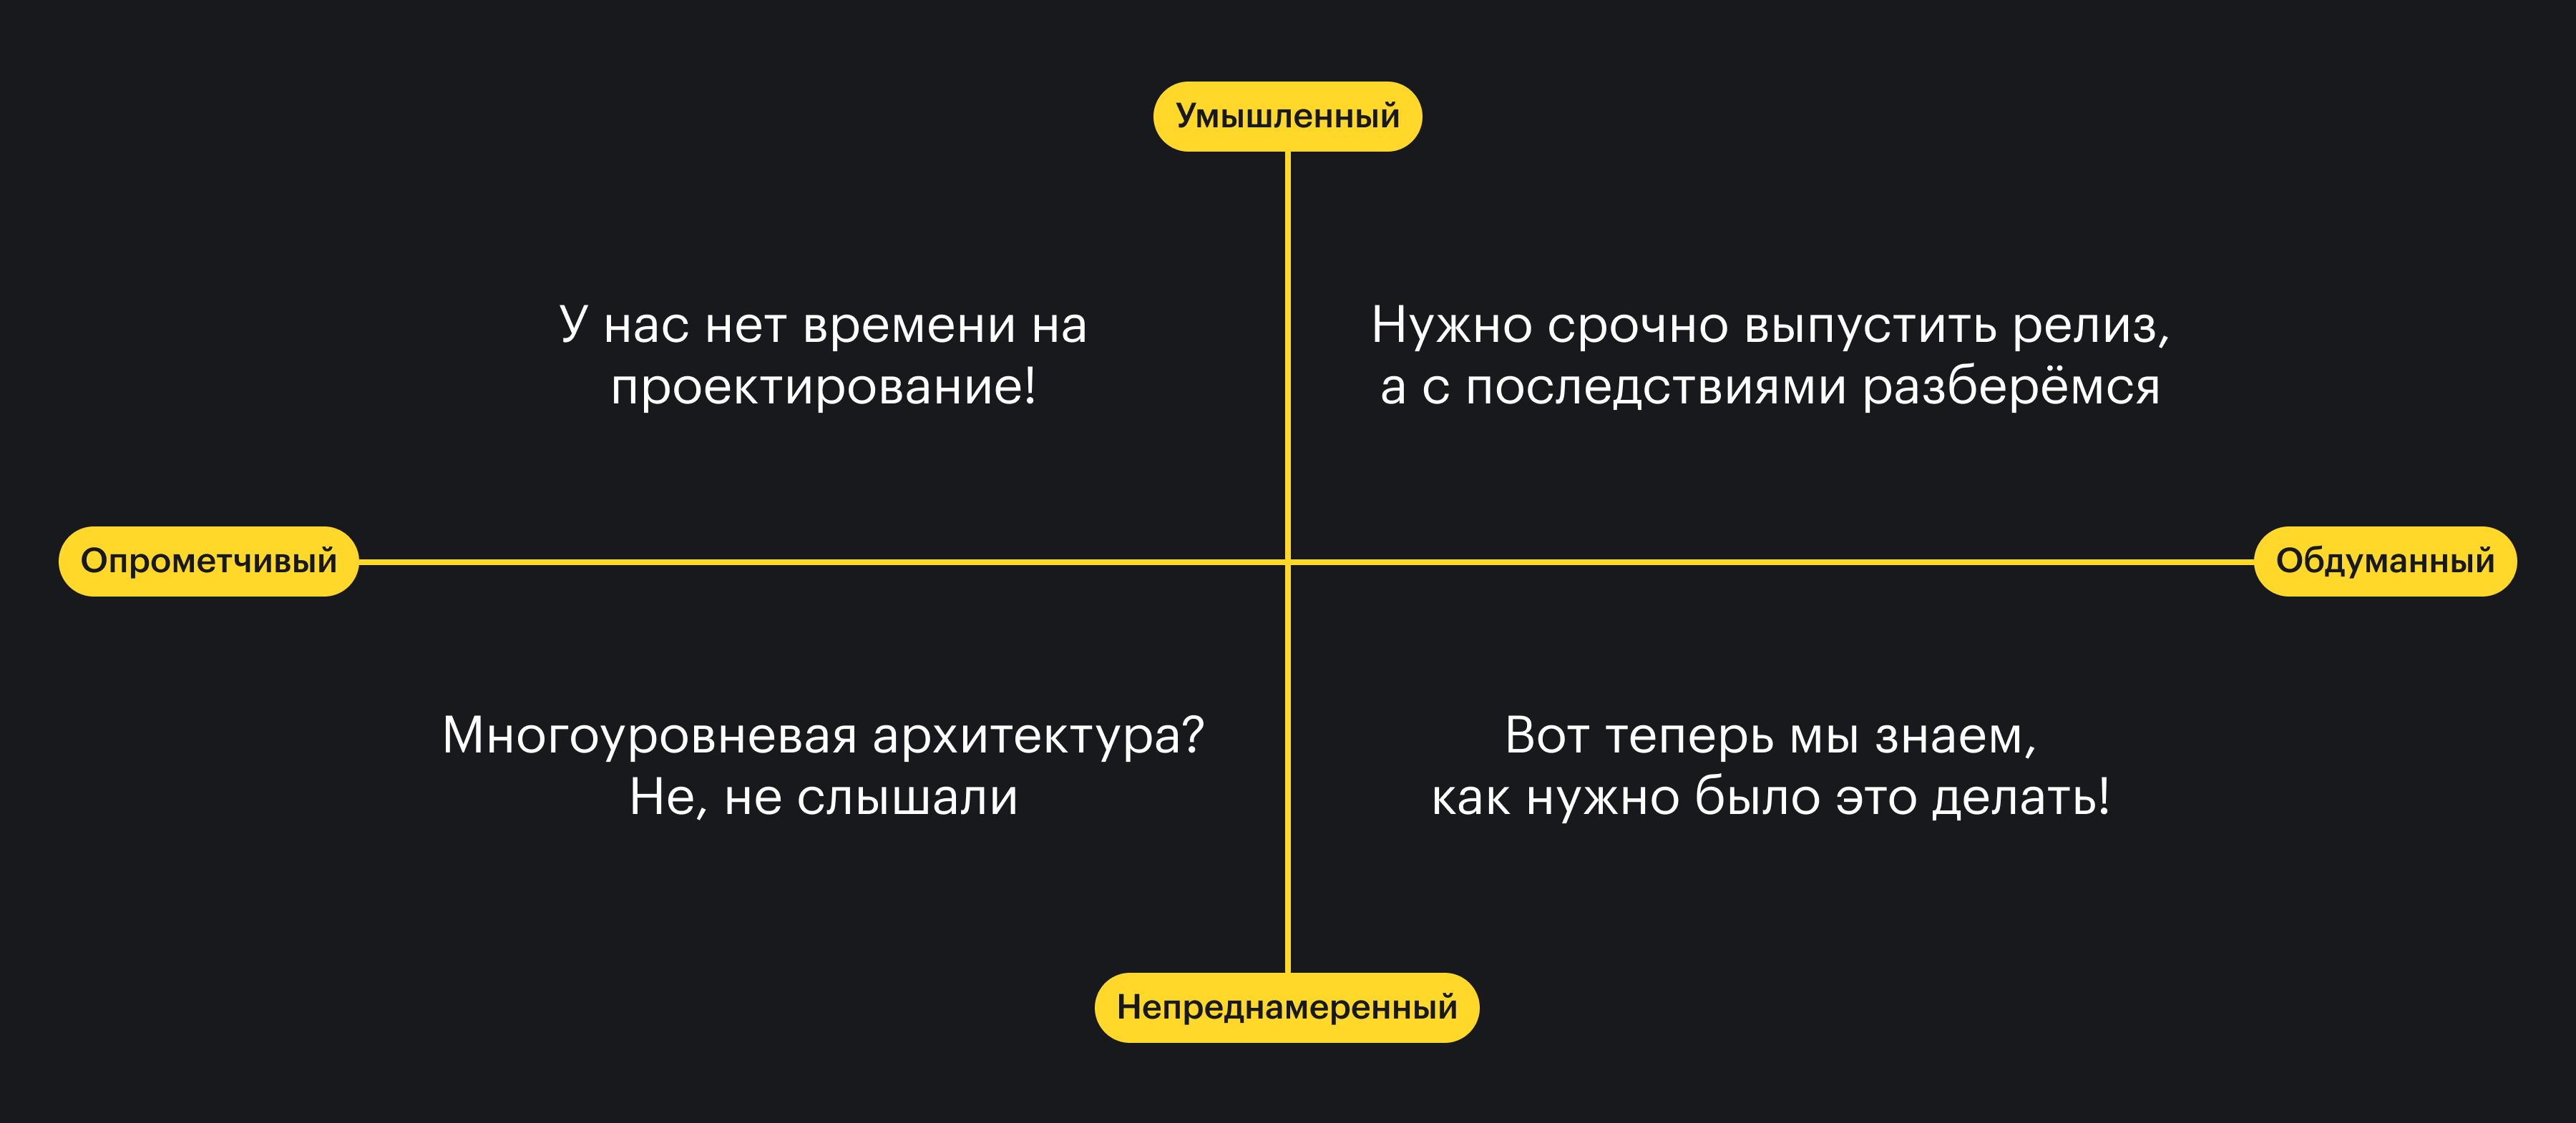 Умышленный
У нас нет времени на
проектирование!
Нужно срочно выпустить релиз,
а с последствиями разберёмся
Опрометчивый
Обдуманный
Многоуровневая архитектура?
Не, не слышали
Вот теперь мы знаем,
как нужно было это делать!
Непреднамеренный